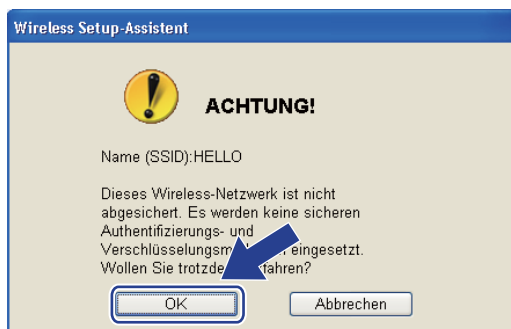 Wireless Setup-Assistent
ACHTUNG!
Name (SSID):HELLO
Dieses Wireless-Netzwerk ist nicht
abgesichert. Es werden keine sicheren
Authentifizierungs- und
eingesetzt.
Wollen Sie
OK
Abbrechen